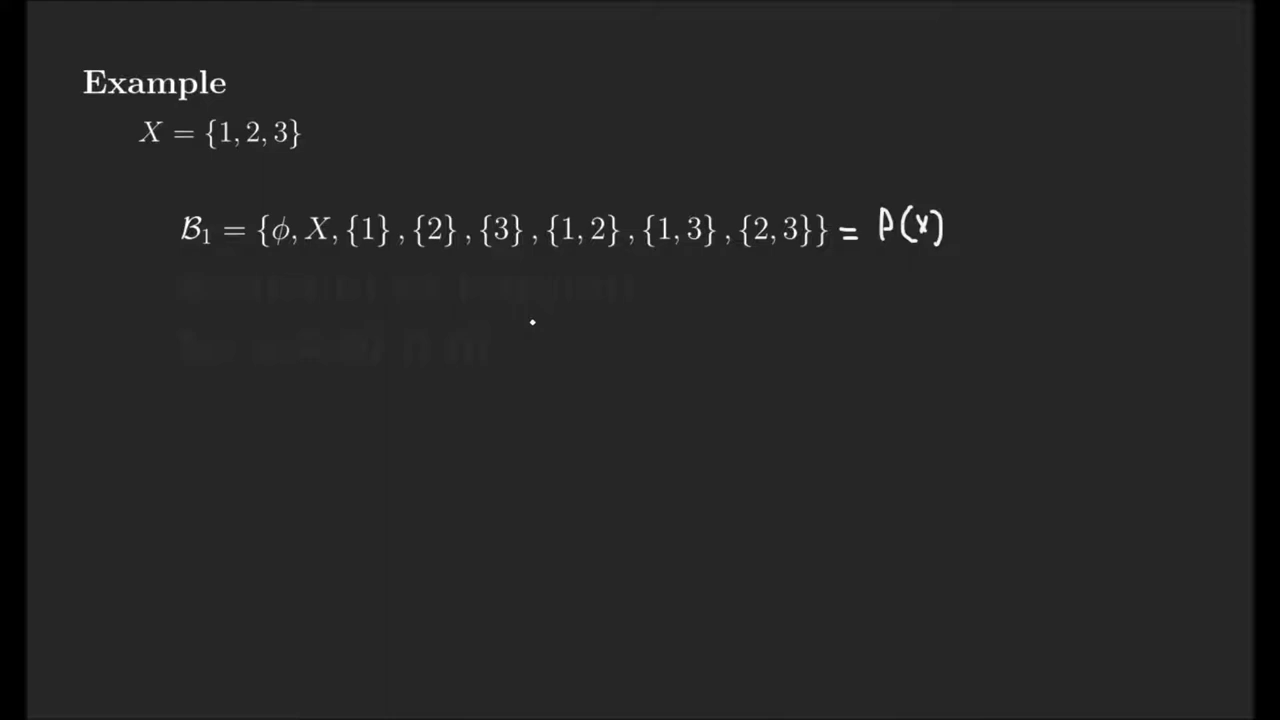 Example
X = {1, 2, 3}
ℬ₁ = {ϕ, X, {1} , {2} , {3} , {1, 2} , {1, 3} , {2, 3}} = P(X)